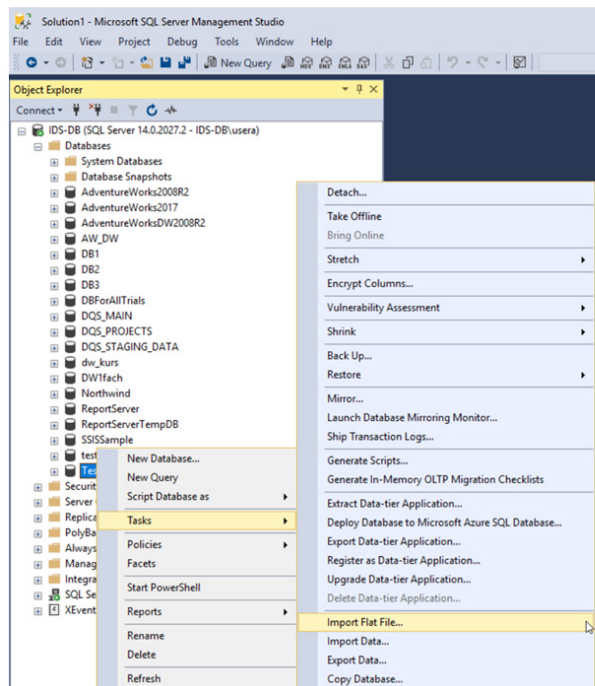 Solution1 - Microsoft SQL Server Management Studio
File Edit View Project Debug Tools Window Help
New Query
Object Explorer
Connect
IDS-DB (SQL Server 14.0.2027.2 - IDS-DB\usera)
Databases
System Databases
Database Snapshots
AdventureWorks2008R2
AdventureWorks2017
AdventureWorksDW2008R2
AW_DW
DB1
DB2
DB3
DBForAllTrials
DQS_MAIN
DQS_PROJECTS
DQS_STAGING_DATA
dw_kurs
DW1fach
Northwind
ReportServer
ReportServerTempDB
SSISSample
test
Tes
Securit
Server
Replica
PolyBa
Always
Manag
Integra
SQL Se
XEvent
New Database...
New Query
Script Database as
Tasks
Policies
Facets
Start PowerShell
Reports
Rename
Delete
Refresh
Detach...
Take Offline
Bring Online
Stretch
Encrypt Columns...
Vulnerability Assessment
Shrink
Back Up...
Restore
Mirror...
Launch Database Mirroring Monitor...
Ship Transaction Logs...
Generate Scripts...
Generate In-Memory OLTP Migration Checklists
Extract Data-tier Application...
Deploy Database to Microsoft Azure SQL Database...
Export Data-tier Application...
Register as Data-tier Application...
Upgrade Data-tier Application...
Delete Data-tier Application...
Import Flat File...
Import Data...
Export Data...
Copy Database...